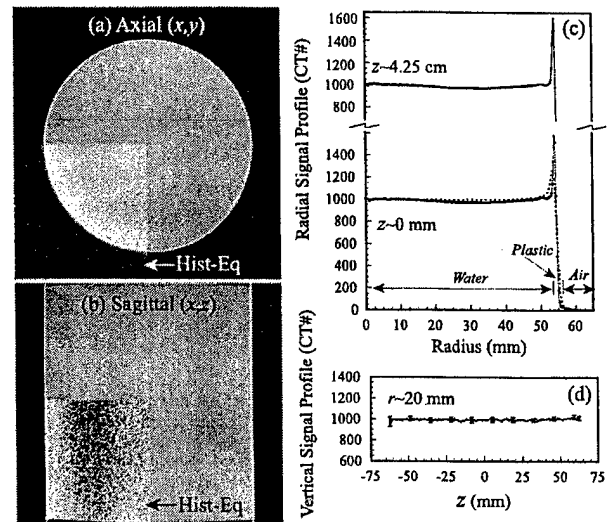 (a) Axial (x,y)
←Hist-Eq
(b) Sagittal (x,z)
←Hist-Eq
(c)
Radial Signal Profile (CT#)
1600
1400
1200
1000
800
z~4.25 cm
1400
1200
1000
800
600
400
200
0
z~0 mm
Plastic
Water
Air
0 10 20 30 40 50 60
Radius (mm)
(d)
Vertical Signal Profile (CT#)
1400
1200
1000
800
600
r~20 mm
-75 -50 -25 0 25 50 75
z (mm)